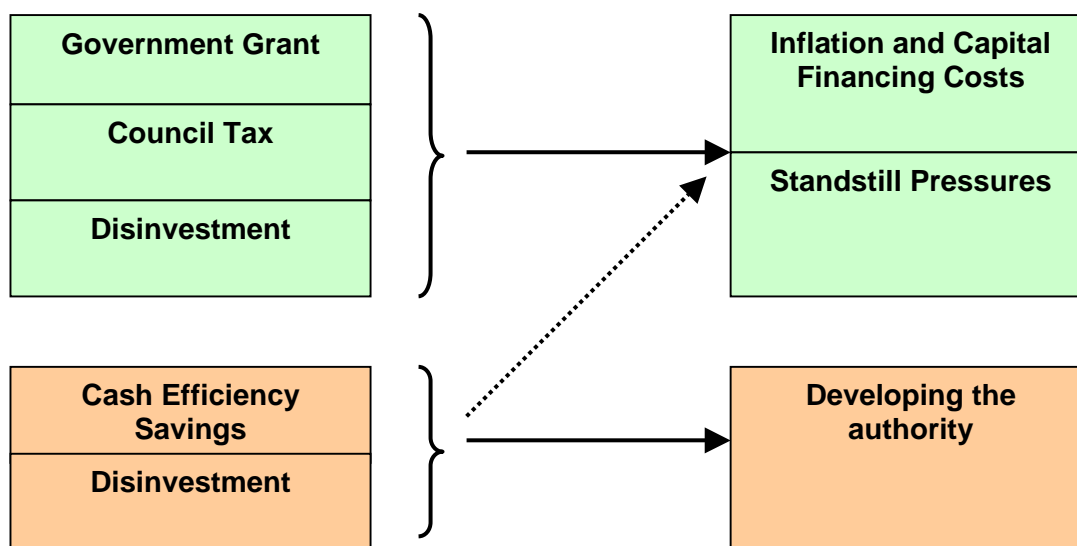 Government Grant
Council Tax
Disinvestment
Inflation and Capital
Financing Costs
Standstill Pressures
Cash Efficiency
Savings
Disinvestment
Developing the
authority